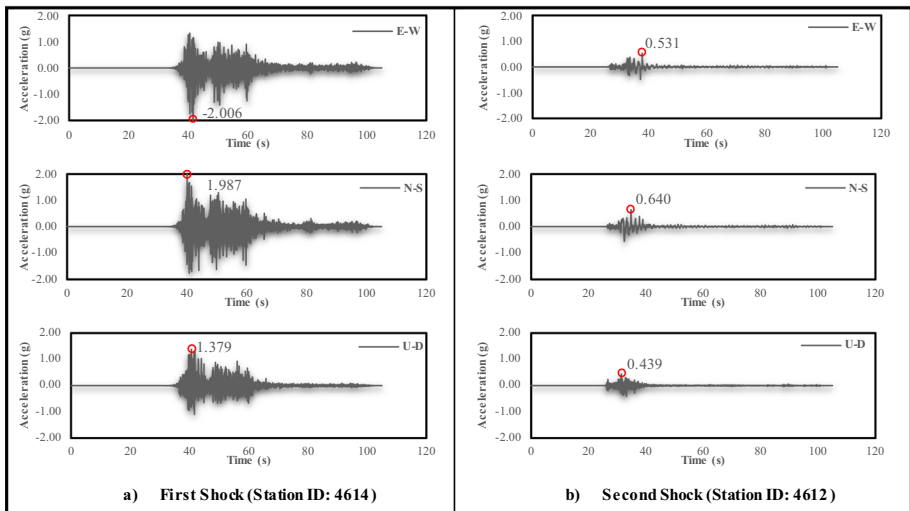 2.00
E-W
1.00
0.00
-1.00
-2.00
-2.006
0 20 40 60 80 100 120
Time (s)
Acceleration (g)
2.00
N-S
1.987
1.00
0.00
-1.00
-2.00
0 20 40 60 80 100 120
Time (s)
Acceleration (g)
2.00
U-D
1.379
1.00
0.00
-1.00
-2.00
0 20 40 60 80 100 120
Time (s)
Acceleration (g)
a) First Shock (Station ID: 4614)
2.00
E-W
0.531
1.00
0.00
-1.00
-2.00
0 20 40 60 80 100 120
Time (s)
Acceleration (g)
2.00
N-S
0.640
1.00
0.00
-1.00
-2.00
0 20 40 60 80 100 120
Time (s)
Acceleration (g)
2.00
U-D
0.439
1.00
0.00
-1.00
-2.00
0 20 40 60 80 100 120
Time (s)
Acceleration (g)
b) Second Shock (Station ID: 4612)